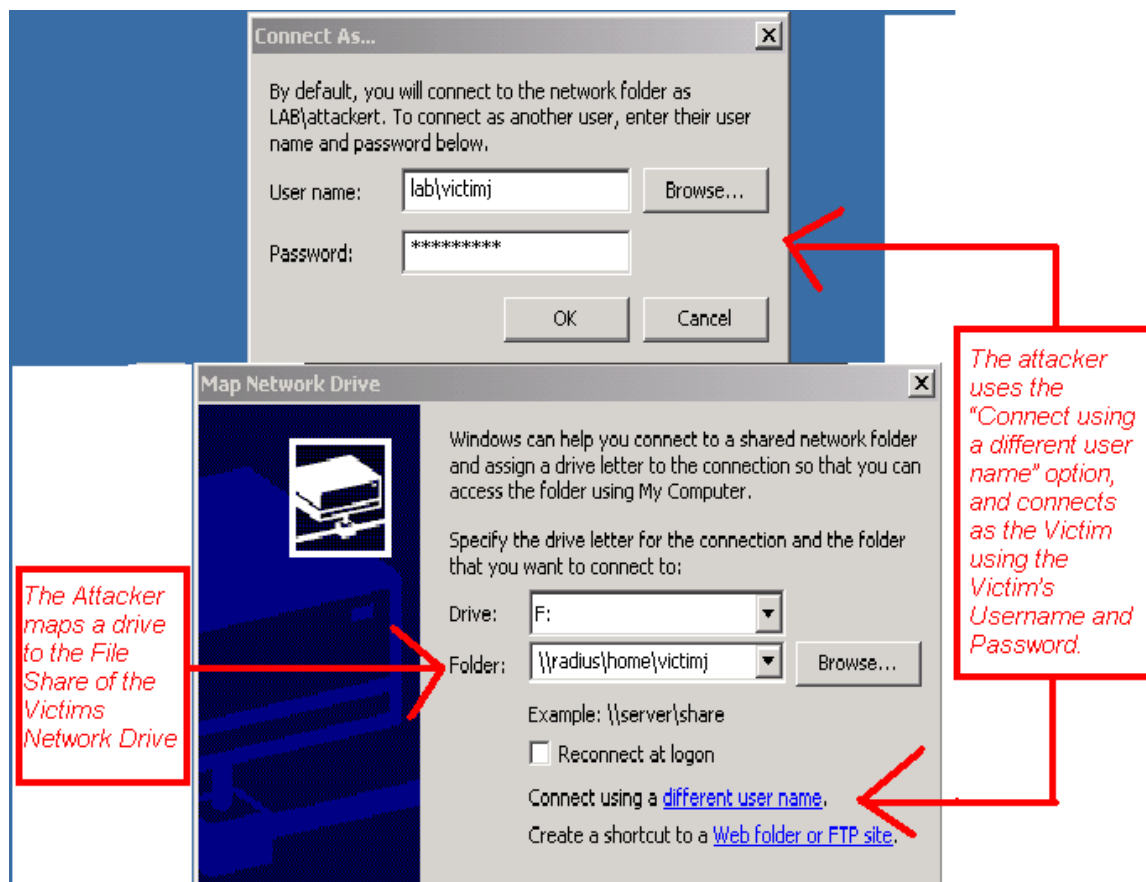 Connect As...
By default, you will connect to the network folder as
LAB\attackert. To connect as another user, enter their user
name and password below.
User name:
lab\victimj
Browse...
Password:
*********
OK
Cancel
Map Network Drive
Windows can help you connect to a shared network folder
and assign a drive letter to the connection so that you can
access the folder using My Computer.
Specify the drive letter for the connection and the folder
that you want to connect to:
Drive:
F:
Folder:
\\radius\home\victimj
Browse...
Example: \\server\share
Reconnect at logon
Connect using a different user name.
Create a shortcut to a Web folder or FTP site.
The Attacker
maps a drive
to the File
Share of the
Victims
Network Drive
The attacker
uses the
"Connect using
a different user
name" option,
and connects
as the Victim
using the
Victim's
Username and
Password.